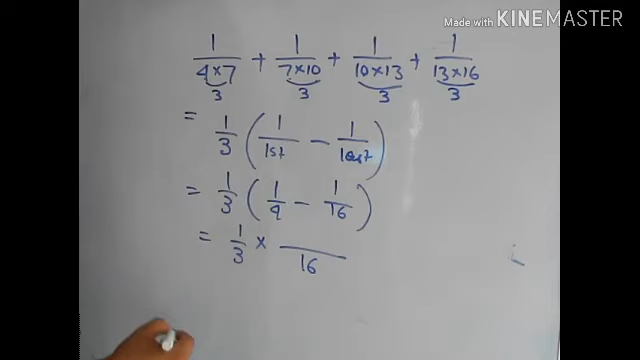 Made with KINEMASTER
1/(4×7) + 1/(7×10) + 1/(10×13) + 1/(13×16)
3 3 3 3
= 1/3 (1/1st − 1/last)
= 1/3 (1/4 − 1/16)
= 1/3 × /16